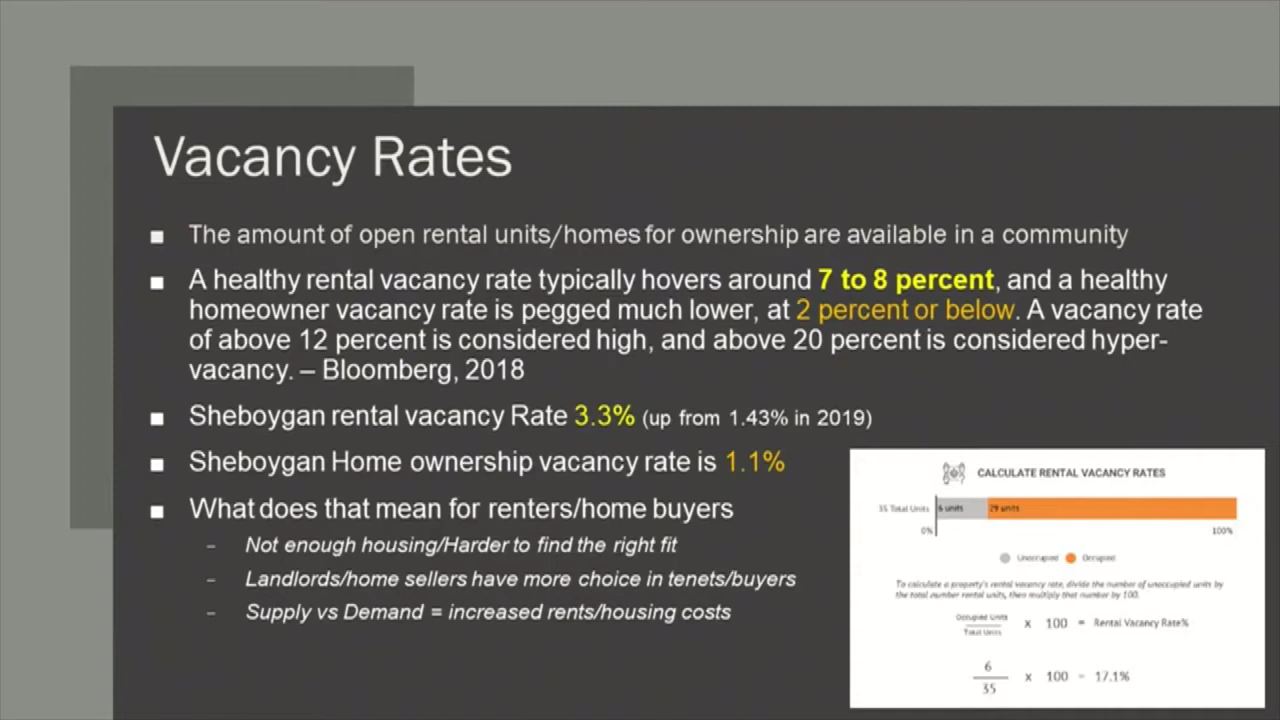 Vacancy Rates
The amount of open rental units/homes for ownership are available in a community
A healthy rental vacancy rate typically hovers around 7 to 8 percent, and a healthy
homeowner vacancy rate is pegged much lower, at 2 percent or below. A vacancy rate
of above 12 percent is considered high, and above 20 percent is considered hyper-
vacancy. – Bloomberg, 2018
Sheboygan rental vacancy Rate 3.3% (up from 1.43% in 2019)
Sheboygan Home ownership vacancy rate is 1.1%
What does that mean for renters/home buyers
– Not enough housing/Harder to find the right fit
– Landlords/home sellers have more choice in tenets/buyers
– Supply vs Demand = increased rents/housing costs
CALCULATE RENTAL VACANCY RATES
35 Total Units 6 units 29 units
0% 100%
Unoccupied Occupied
To calculate a property's rental vacancy rate, divide the number of unoccupied units by
the total number rental units, then multiply that number by 100.
Occupied Units
x 100 = Rental Vacancy Rate%
Total Units
6
x 100 = 17.1%
35